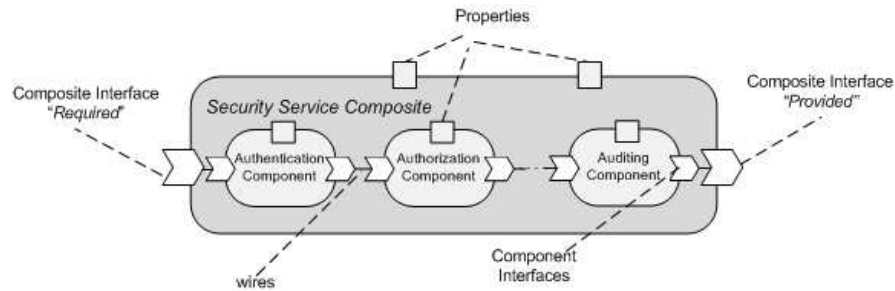 Properties
Composite Interface
"Required"
Composite Interface
"Provided"
Security Service Composite
Authentication
Component
Authorization
Component
Auditing
Component
wires
Component
Interfaces